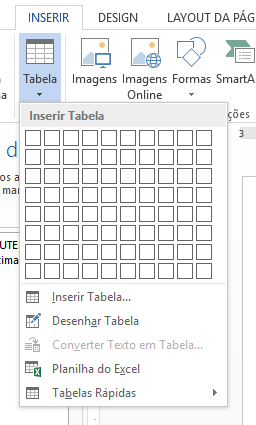 INSERIR DESIGN LAYOUT DA PÁG
Tabela Imagens Imagens Online Formas SmartA
ções
3
Inserir Tabela
d
os a
mar
UTE
tima
Inserir Tabela...
Desenhar Tabela
Converter Texto em Tabela...
Planilha do Excel
Tabelas Rápidas